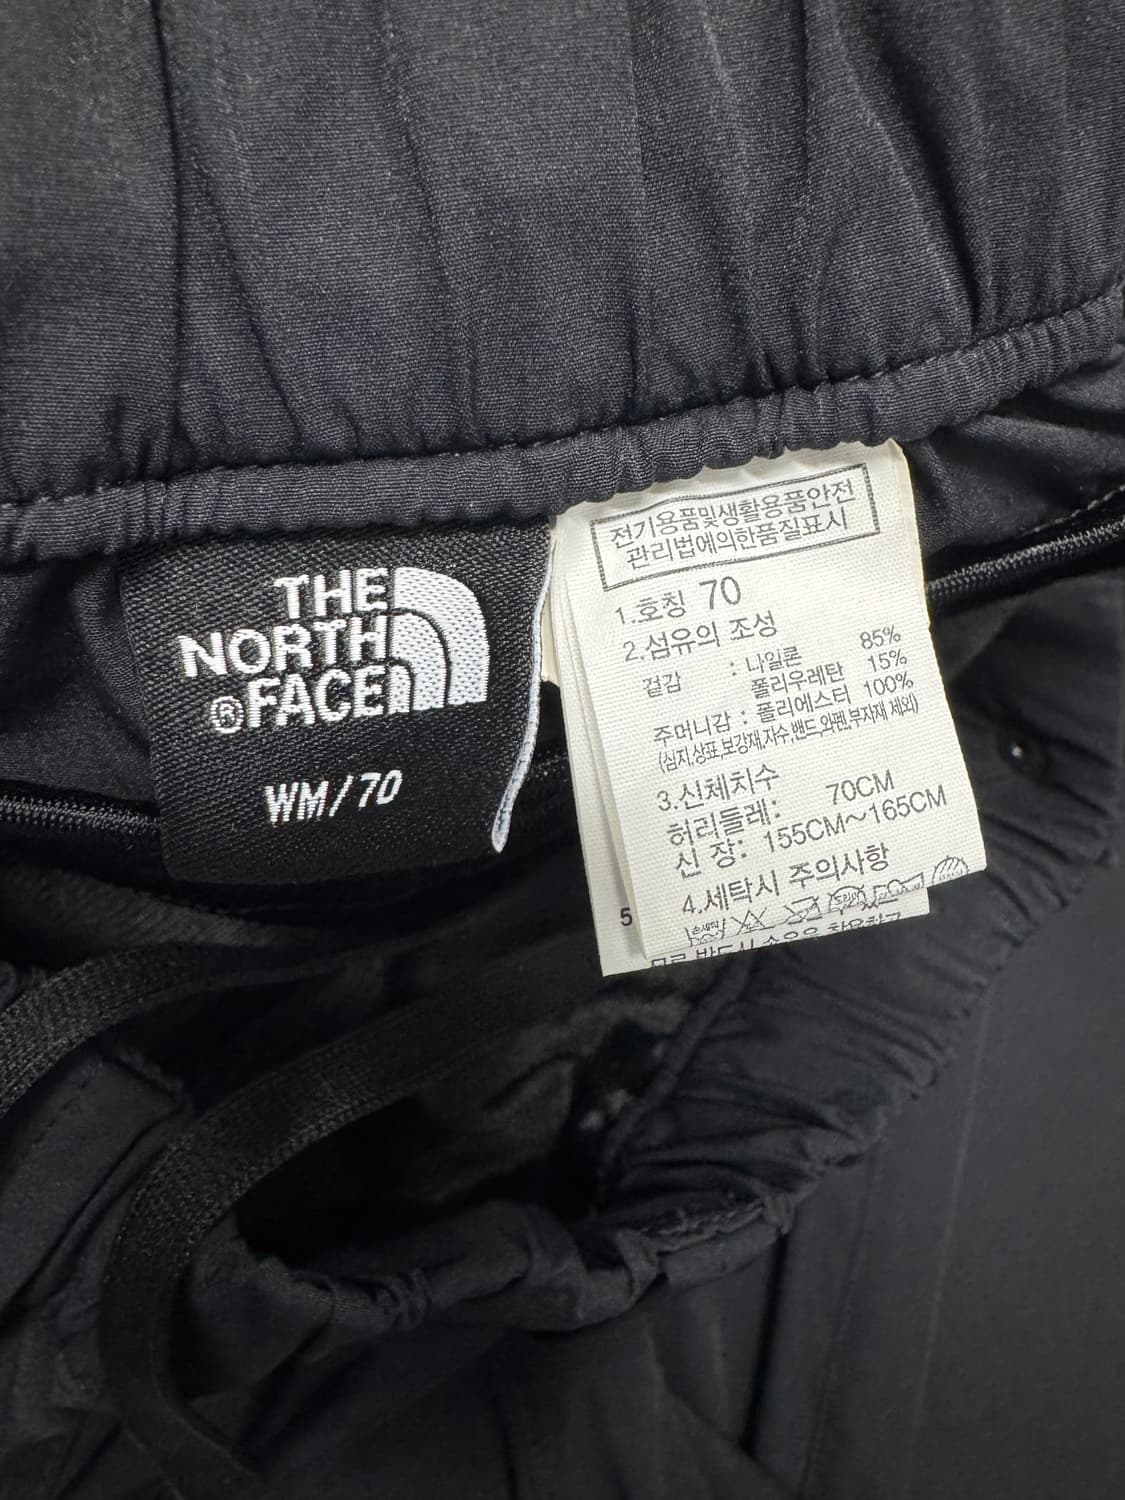 THE
NORTH
®FACE
WM/70
전기용품및생활용품안전
관리법에의한품질표시
1.호칭 70
2.섬유의 조성
겉감 : 나일론 85%
폴리우레탄 15%
주머니감 : 폴리에스터 100%
(심지,상표,보강재,자수,밴드,와펜,부자재 제외)
3.신체치수
허리둘레: 70CM
신 장: 155CM~165CM
4.세탁시 주의사항
손세탁
5